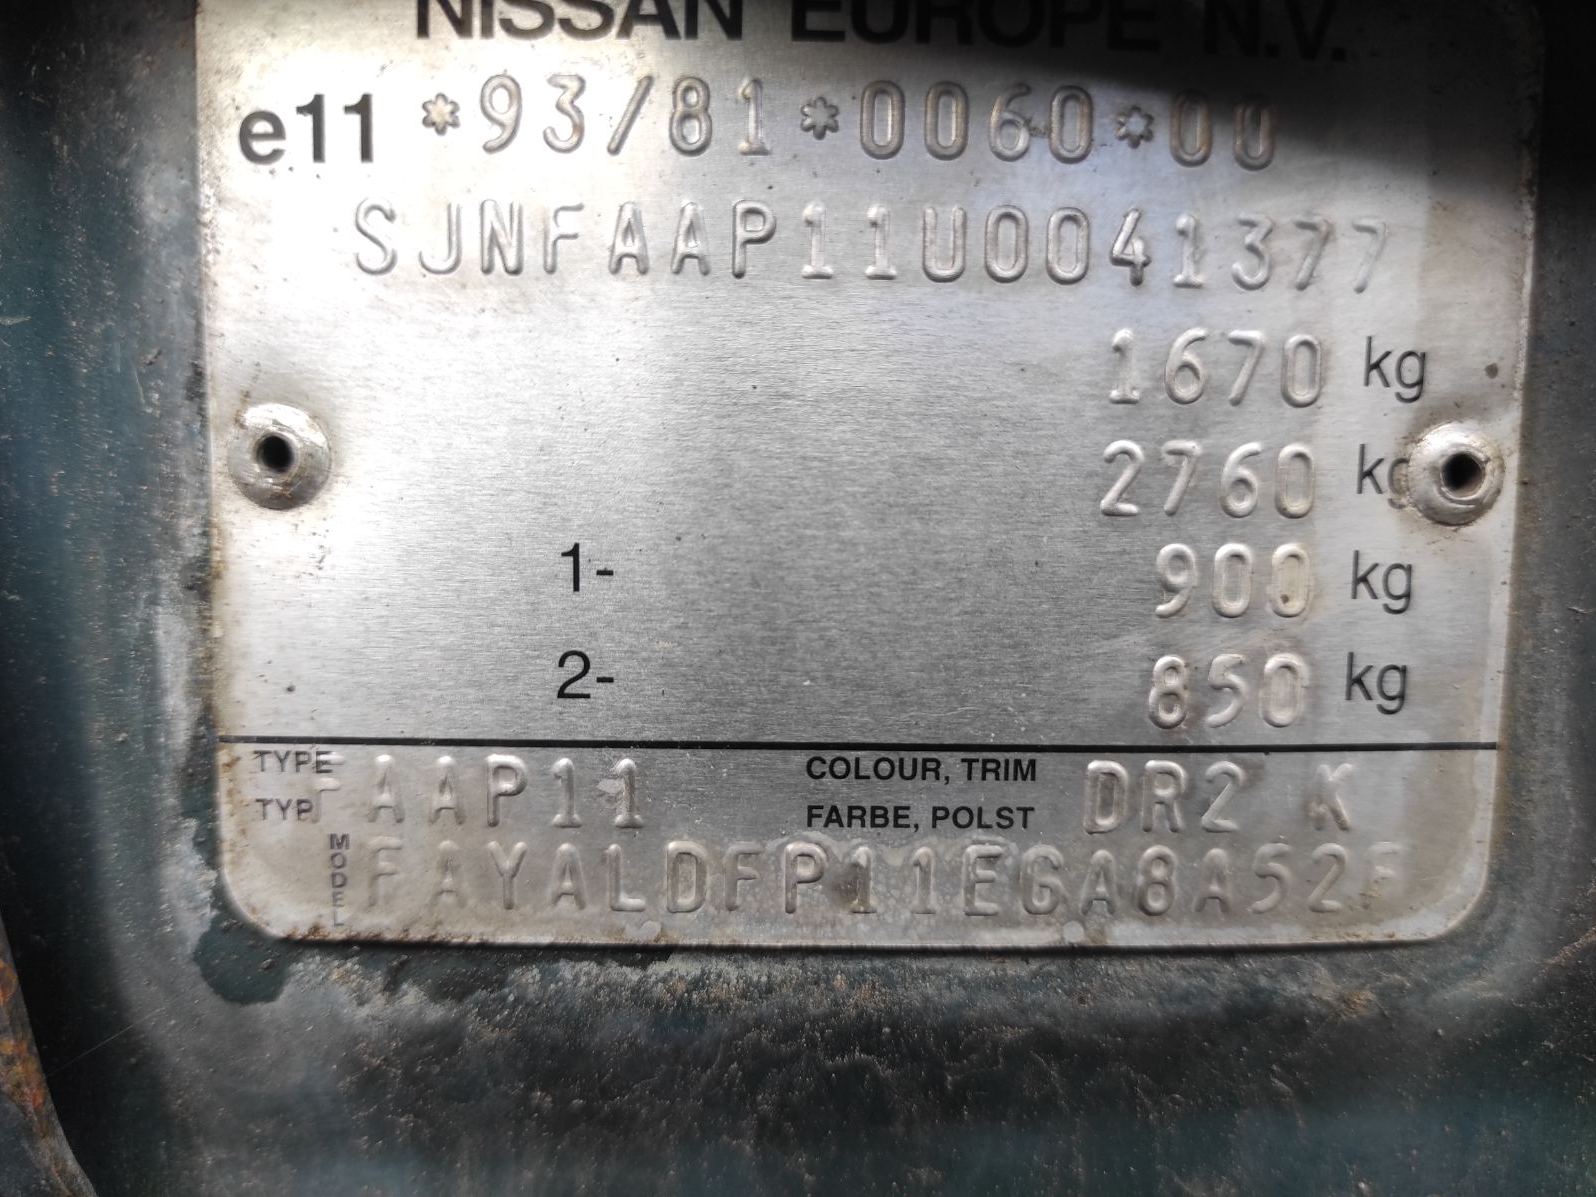 NISSAN EUROPE N.V.
e11 *93/81*0060*00
SJNFAAP11U0041377
1670 kg
2760 kg
1- 900 kg
2- 850 kg
TYPE
TYP FAAP11
COLOUR, TRIM
FARBE, POLST DR2 K
MODEL FAYALDFP11EGA8A52F